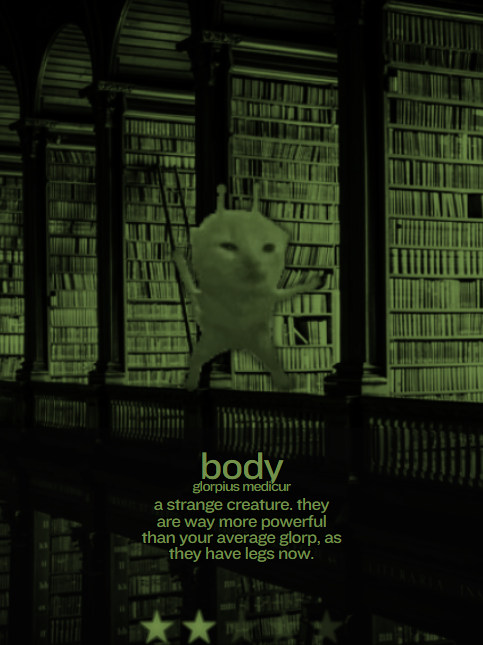 body
glorpius medicur
a strange creature. they
are way more powerful
than your average glorp, as
they have legs now.